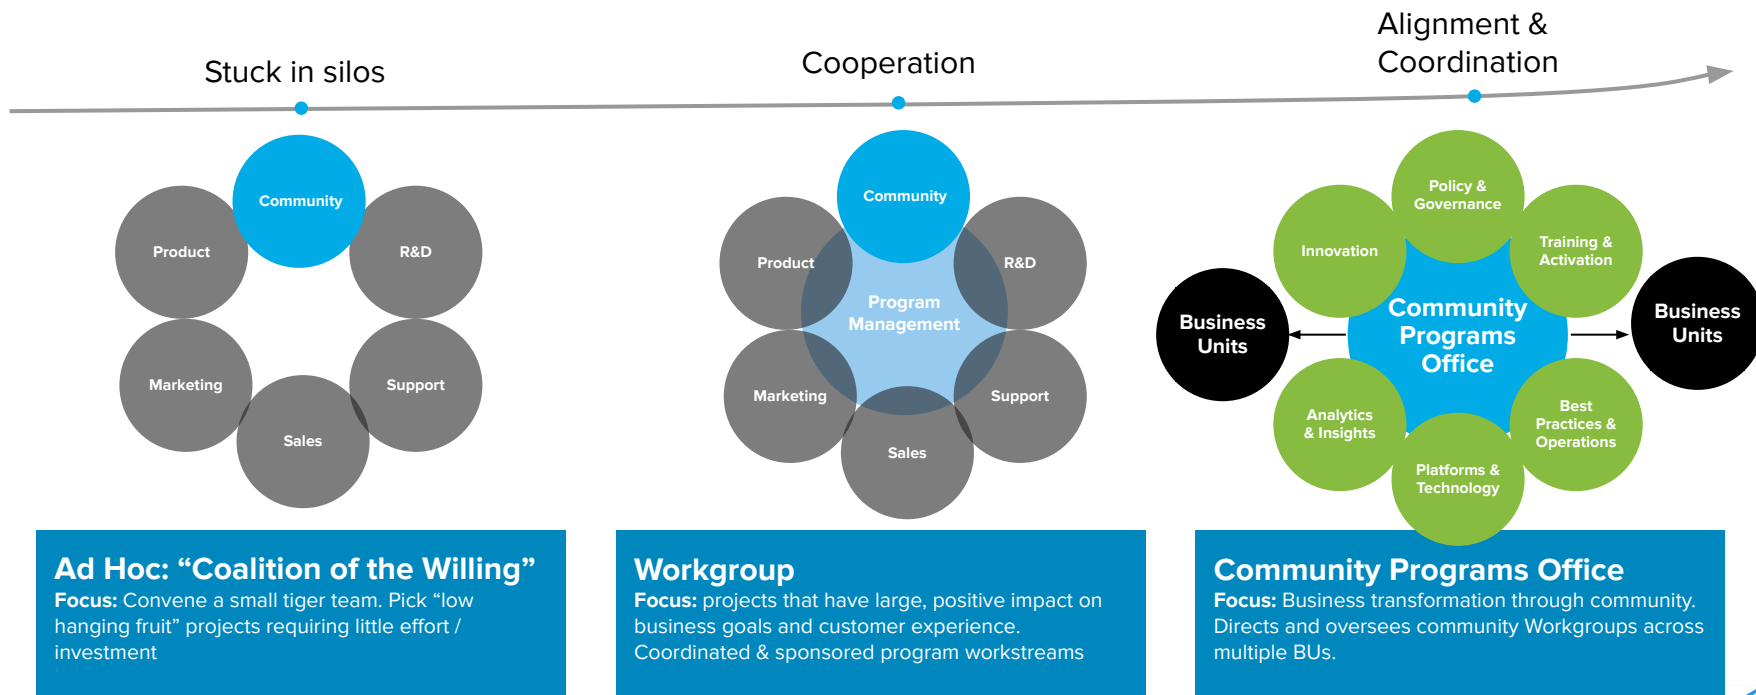 Stuck in silos
Cooperation
Alignment &
Coordination
Community
Product
R&D
Marketing
Support
Sales
Community
Product
R&D
Program
Management
Marketing
Support
Sales
Policy &
Governance
Innovation
Training &
Activation
Business
Units
Community
Programs
Office
Business
Units
Analytics
& Insights
Best
Practices &
Operations
Platforms &
Technology
Ad Hoc: “Coalition of the Willing”
Focus: Convene a small tiger team. Pick “low
hanging fruit” projects requiring little effort /
investment
Workgroup
Focus: projects that have large, positive impact on
business goals and customer experience.
Coordinated & sponsored program workstreams
Community Programs Office
Focus: Business transformation through community.
Directs and oversees community Workgroups across
multiple BUs.